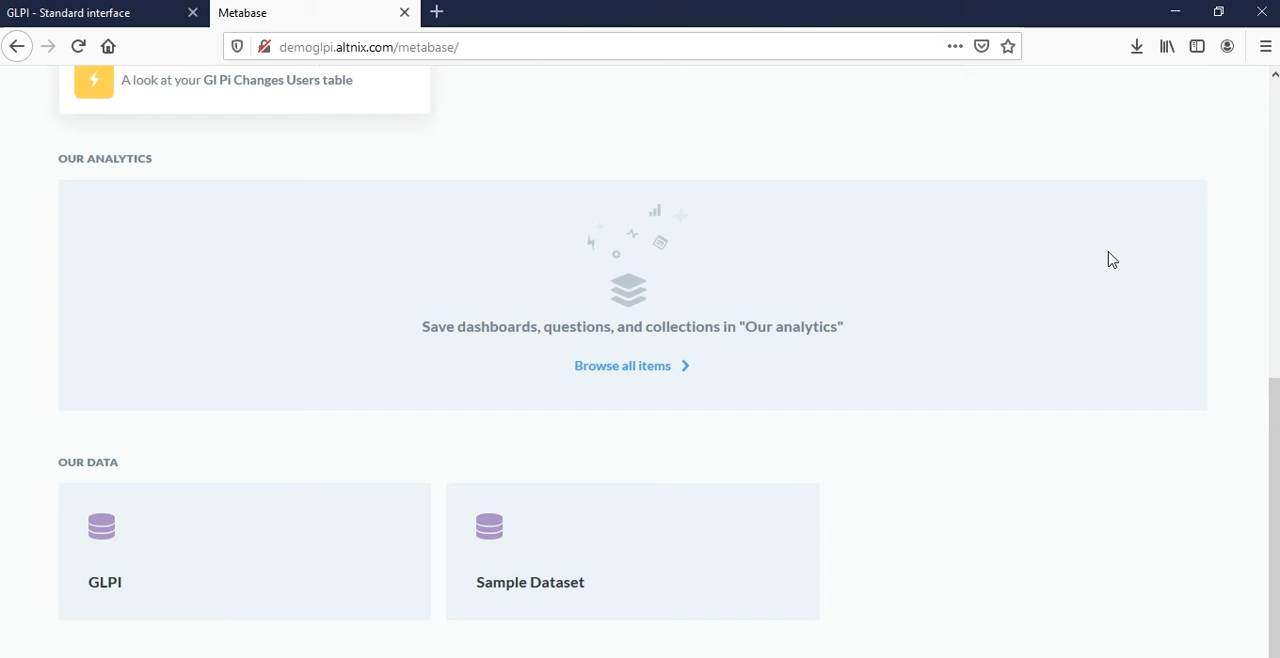 GLPI - Standard interface
Metabase
demoglpi.altnix.com/metabase/
A look at your Gl Pi Changes Users table
OUR ANALYTICS
Save dashboards, questions, and collections in "Our analytics"
Browse all items
OUR DATA
GLPI
Sample Dataset